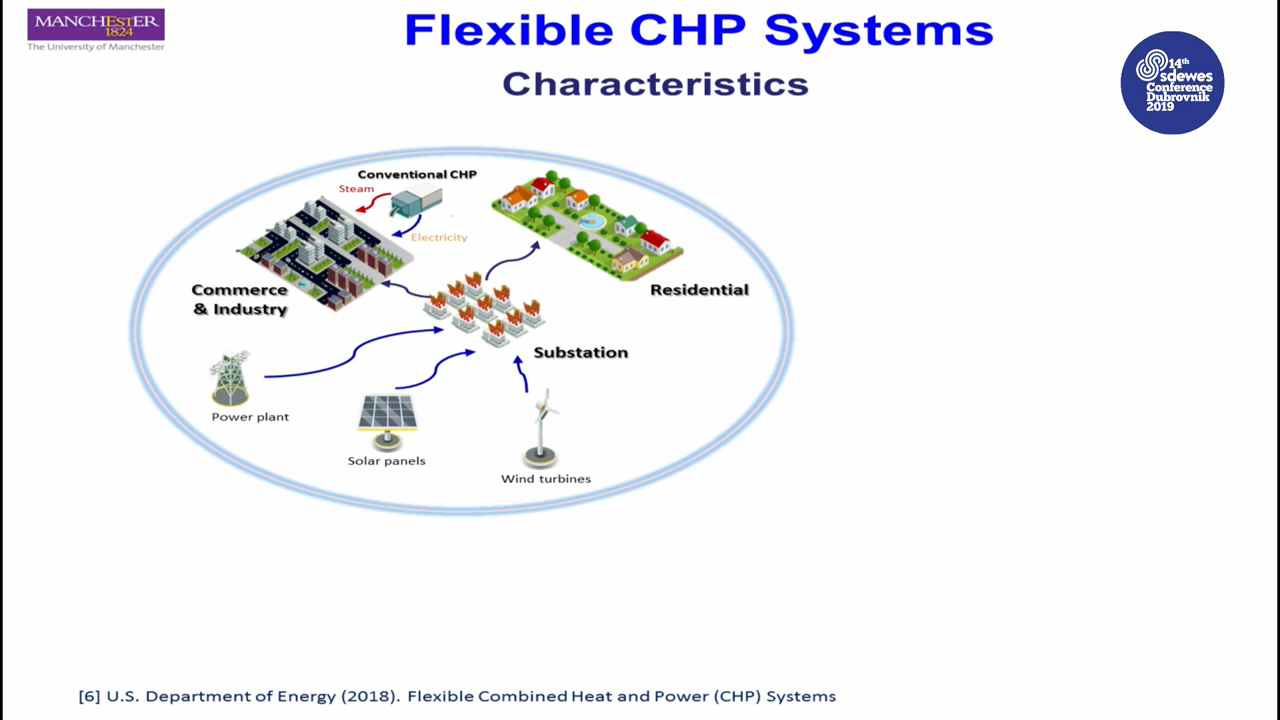 MANCHESTER
1824
The University of Manchester
Flexible CHP Systems
Characteristics
14th
sdewes
Conference
Dubrovnik
2019
Conventional CHP
Steam
Electricity
Commerce
& Industry
Residential
Substation
Power plant
Solar panels
Wind turbines
[6] U.S. Department of Energy (2018). Flexible Combined Heat and Power (CHP) Systems